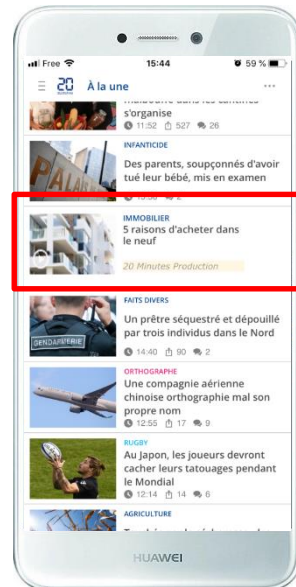 Free 15:44 59 %
20 À la une ...
s'organise
11:52 527 26
INFANTICIDE
Des parents, soupçonnés d'avoir
tué leur bébé, mis en examen
IMMOBILIER
5 raisons d'acheter dans
le neuf
20 Minutes Production
FAITS DIVERS
Un prêtre séquestré et dépouillé
par trois individus dans le Nord
GENDARMERIE
14:40 90 2
ORTHOGRAPHE
Une compagnie aérienne
chinoise orthographie mal son
propre nom
12:55 17 9
RUGBY
Au Japon, les joueurs devront
cacher leurs tatouages pendant
le Mondial
12:14 14 6
AGRICULTURE
HUAWEI